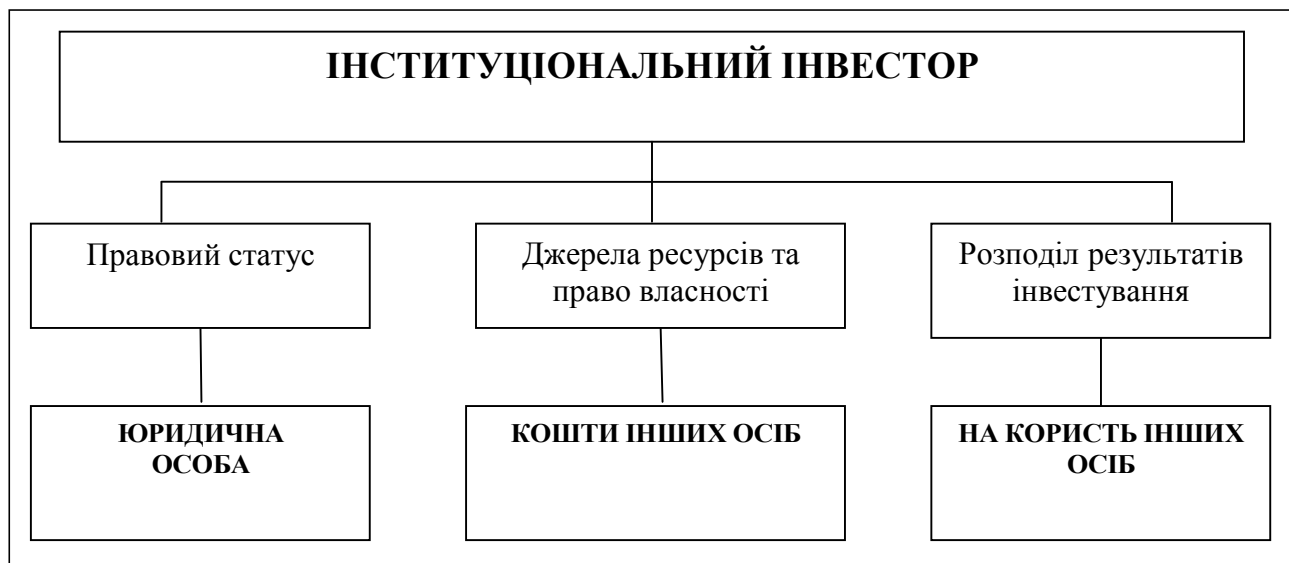 ІНСТИТУЦІОНАЛЬНИЙ ІНВЕСТОР
Правовий статус
Джерела ресурсів та
право власності
Розподіл результатів
інвестування
ЮРИДИЧНА
ОСОБА
КОШТИ ІНШИХ ОСІБ
НА КОРИСТЬ ІНШИХ
ОСІБ